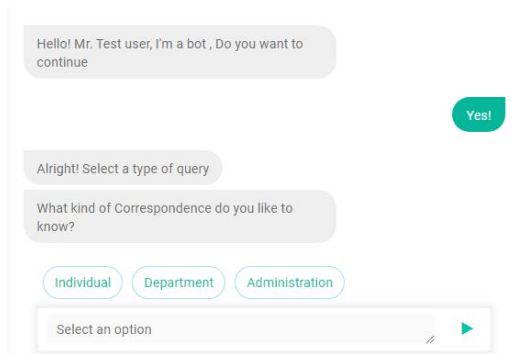 Hello! Mr. Test user, I'm a bot , Do you want to
continue
Yes!
Alright! Select a type of query
What kind of Correspondence do you like to
know?
Individual Department Administration
Select an option